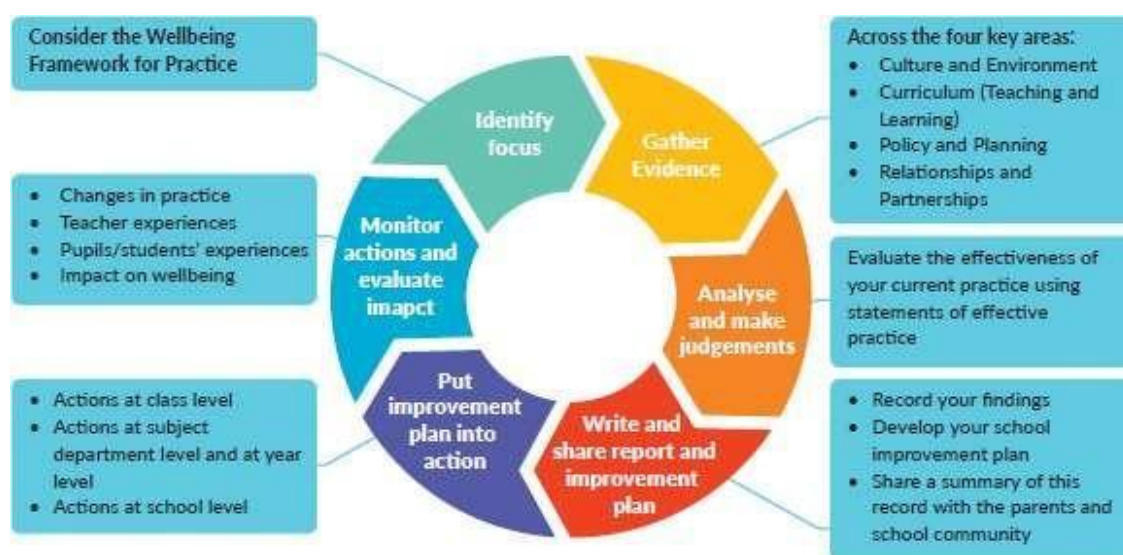 Consider the Wellbeing
Framework for Practice
Identify
focus
Gather
Evidence
Across the four key areas:
• Culture and Environment
• Curriculum (Teaching and
Learning)
• Policy and Planning
• Relationships and
Partnerships
• Changes in practice
• Teacher experiences
• Pupils/students' experiences
• Impact on wellbeing
Monitor
actions and
evaluate
imapct
Analyse
and make
judgements
Evaluate the effectiveness of
your current practice using
statements of effective
practice
• Actions at class level
• Actions at subject
department level and at year
level
• Actions at school level
Put
improvement
plan into
action
Write and
share report and
improvement
plan
• Record your findings
• Develop your school
improvement plan
• Share a summary of this
record with the parents and
school community